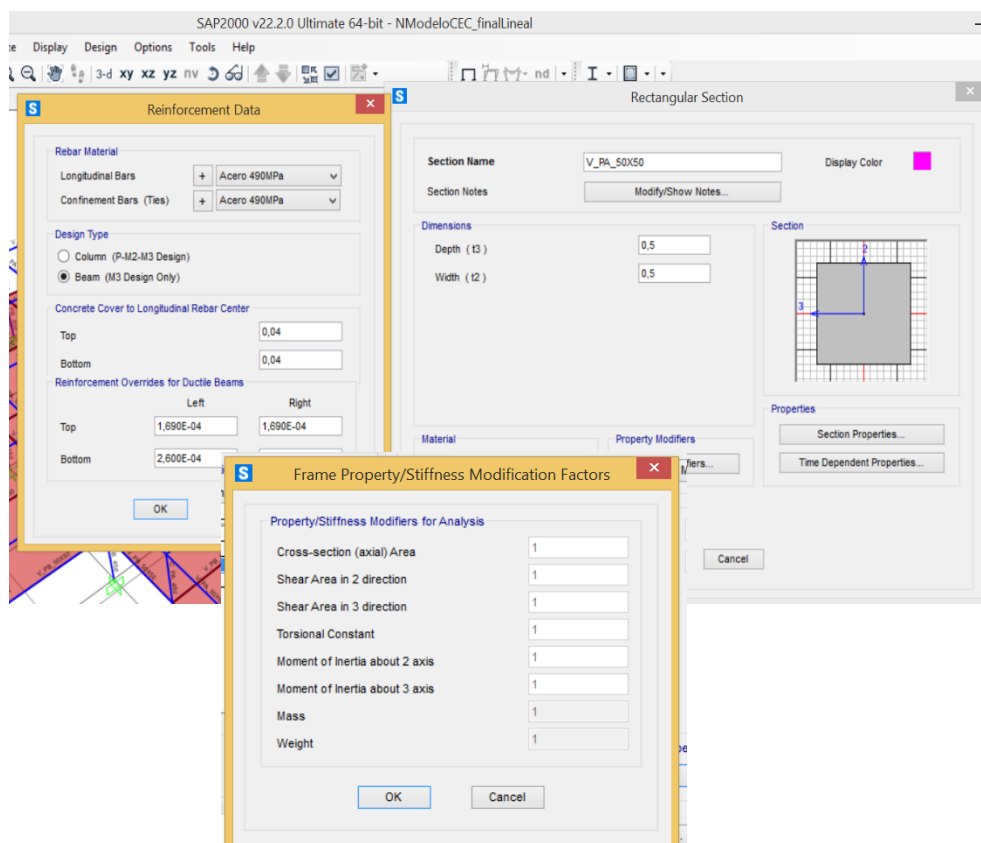 SAP2000 v22.2.0 Ultimate 64-bit - NModeloCEC_finalLineal
Display Design Options Tools Help
3-d xy xz yz nv
nd
Reinforcement Data
Rebar Material
Longitudinal Bars + Acero 490MPa
Confinement Bars (Ties) + Acero 490MPa
Design Type
Column (P-M2-M3 Design)
Beam (M3 Design Only)
Concrete Cover to Longitudinal Rebar Center
Top 0,04
Bottom 0,04
Reinforcement Overrides for Ductile Beams
Left Right
Top 1,690E-04 1,690E-04
Bottom 2,600E-04
OK
Rectangular Section
Section Name V_PA_50X50 Display Color
Section Notes Modify/Show Notes...
Dimensions
Depth ( t3 ) 0,5
Width ( t2 ) 0,5
Section
2
3
Properties
Section Properties...
Time Dependent Properties...
Material
Property Modifiers
fiers...
Cancel
Frame Property/Stiffness Modification Factors
Property/Stiffness Modifiers for Analysis
Cross-section (axial) Area 1
Shear Area in 2 direction 1
Shear Area in 3 direction 1
Torsional Constant 1
Moment of Inertia about 2 axis 1
Moment of Inertia about 3 axis 1
Mass 1
Weight 1
OK Cancel